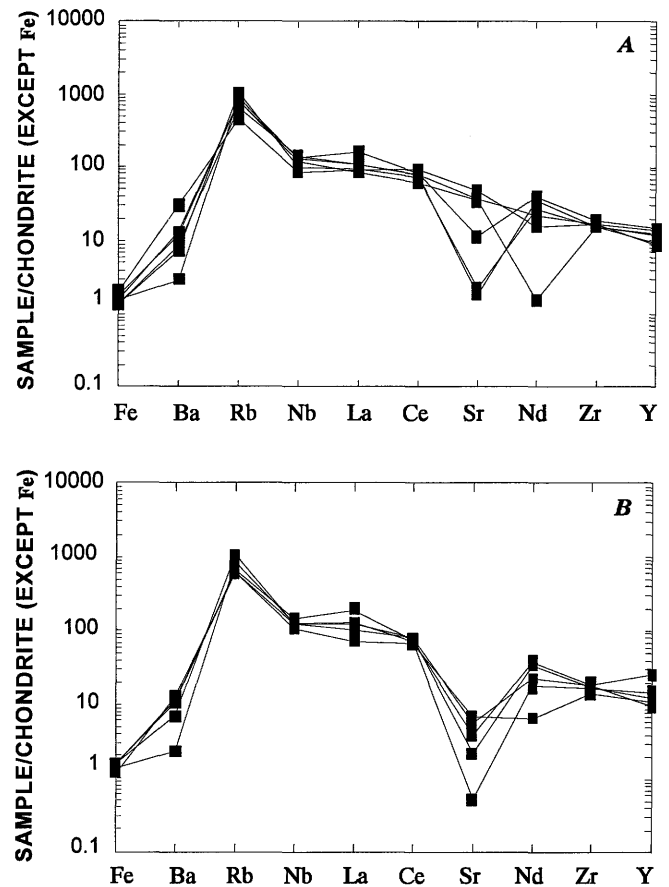 SAMPLE/CHONDRITE (EXCEPT Fe)
10000
1000
100
10
1
0.1
A
Fe Ba Rb Nb La Ce Sr Nd Zr Y
SAMPLE/CHONDRITE (EXCEPT Fe)
10000
1000
100
10
1
0.1
B
Fe Ba Rb Nb La Ce Sr Nd Zr Y